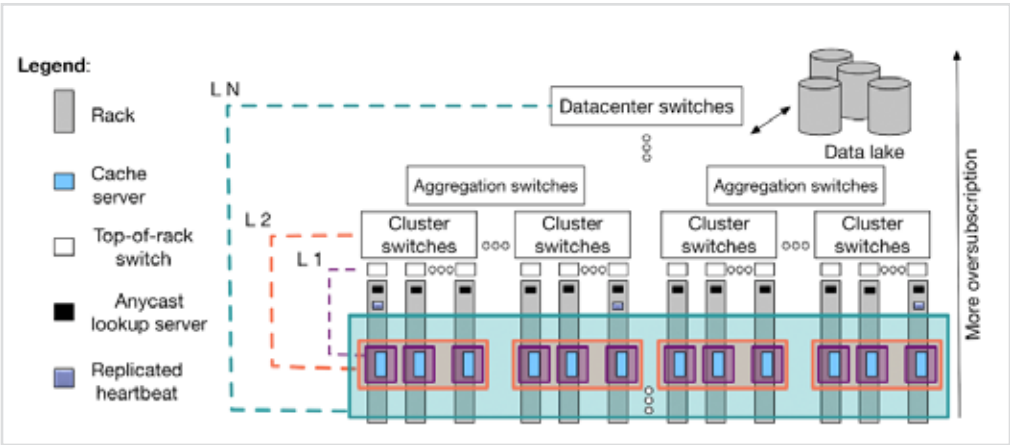 Legend:
Rack
Cache
server
Top-of-rack
switch
Anycast
lookup server
Replicated
heartbeat
L N
L 2
L 1
Datacenter switches
Data lake
Aggregation switches
Aggregation switches
Cluster
switches
Cluster
switches
Cluster
switches
Cluster
switches
More oversubscription